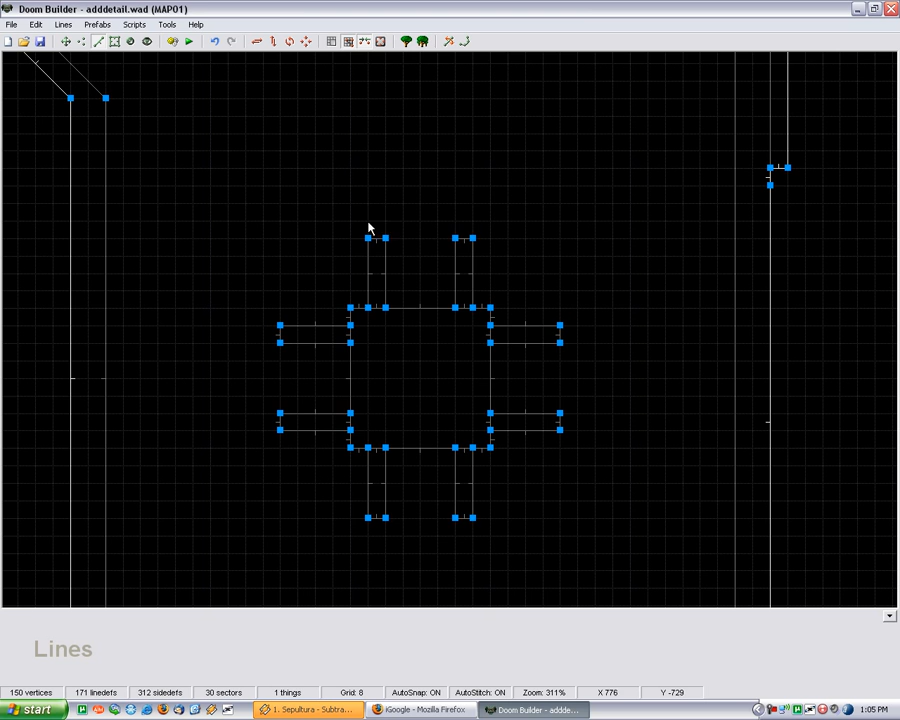 Doom Builder - adddetail.wad (MAP01)
File Edit Lines Prefabs Scripts Tools Help
Lines
150 vertices 171 linedefs 312 sidedefs 30 sectors 1 things Grid: 8 AutoSnap: ON AutoStitch: ON Zoom: 311% X 776 Y -729
start 1. Sepultura - Subtra... iGoogle - Mozilla Firefox Doom Builder - addde... 1:05 PM